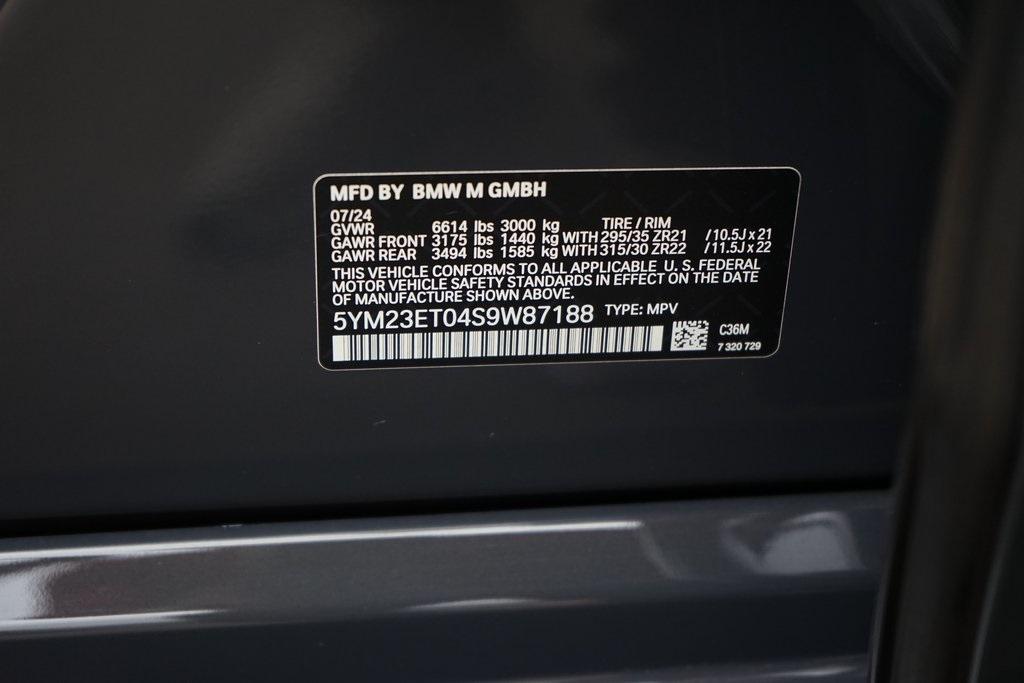 MFD BY BMW M GMBH
07/24 TIRE / RIM
GVWR 6614 lbs 3000 kg
GAWR FRONT 3175 lbs 1440 kg WITH 295/35 ZR21 /10.5J x 21
GAWR REAR 3494 lbs 1585 kg WITH 315/30 ZR22 /11.5J x 22
THIS VEHICLE CONFORMS TO ALL APPLICABLE U. S. FEDERAL
MOTOR VEHICLE SAFETY STANDARDS IN EFFECT ON THE DATE
OF MANUFACTURE SHOWN ABOVE.
5YM23ET04S9W87188 TYPE: MPV
C36M
7 320 729